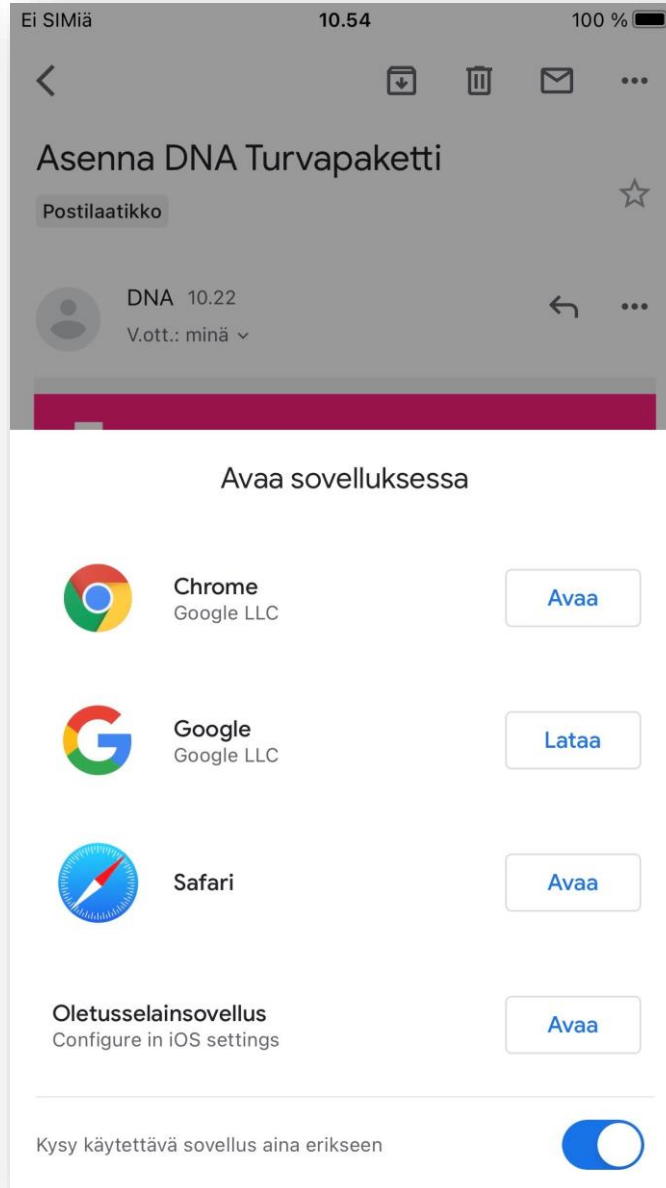 Ei SIMiä 10.54 100 %
Asenna DNA Turvapaketti
Postilaatikko
DNA 10.22
V.ott.: minä
Avaa sovelluksessa
Chrome
Google LLC
Avaa
Google
Google LLC
Lataa
Safari
Avaa
Oletusselainsovellus
Configure in iOS settings
Avaa
Kysy käytettävä sovellus aina erikseen